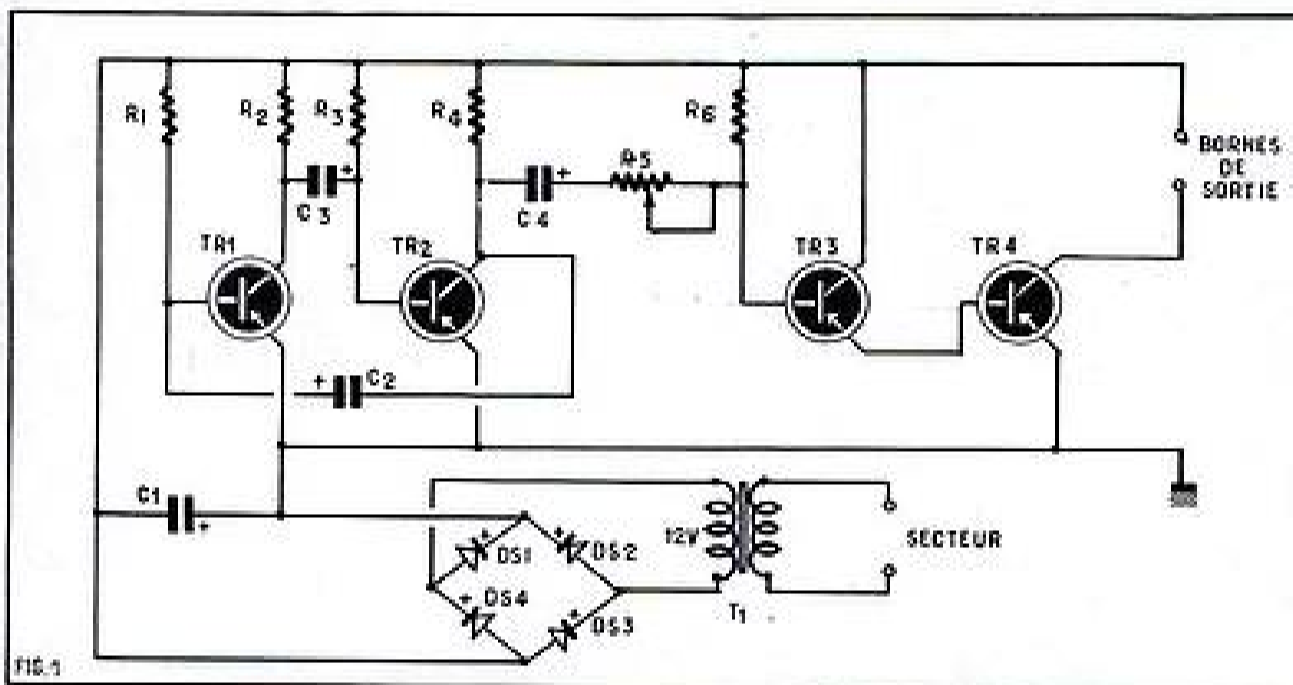 R1
R2
R3
R4
R6
R5
C3
C4
BORNES
DE
SORTIE
TR1
TR2
TR3
TR4
C2
C1
12V
SECTEUR
DS1
DS2
DS4
DS3
T1
FIG.1